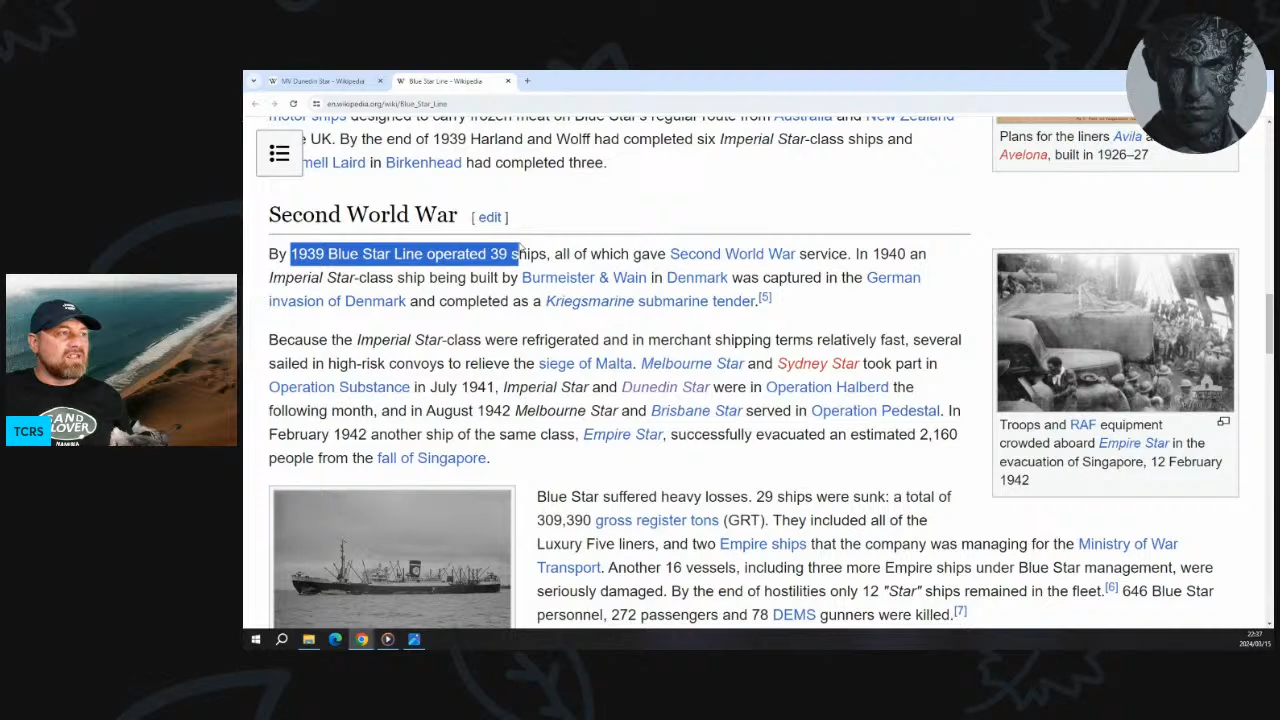 MV Dunedin Star - Wikipedia
Blue Star Line - Wikipedia
en.wikipedia.org/wiki/Blue_Star_Line
motor ships designed to carry frozen meat on Blue Star's regular route from Australia and New Zealand
e UK. By the end of 1939 Harland and Wolff had completed six Imperial Star-class ships and
mell Laird in Birkenhead had completed three.
Plans for the liners Avila a
Avelona, built in 1926–27
Second World War [ edit ]
By 1939 Blue Star Line operated 39 ships, all of which gave Second World War service. In 1940 an
Imperial Star-class ship being built by Burmeister & Wain in Denmark was captured in the German
invasion of Denmark and completed as a Kriegsmarine submarine tender.[5]
Because the Imperial Star-class were refrigerated and in merchant shipping terms relatively fast, several
sailed in high-risk convoys to relieve the siege of Malta. Melbourne Star and Sydney Star took part in
Operation Substance in July 1941, Imperial Star and Dunedin Star were in Operation Halberd the
following month, and in August 1942 Melbourne Star and Brisbane Star served in Operation Pedestal. In
February 1942 another ship of the same class, Empire Star, successfully evacuated an estimated 2,160
people from the fall of Singapore.
Troops and RAF equipment
crowded aboard Empire Star in the
evacuation of Singapore, 12 February
1942
Blue Star suffered heavy losses. 29 ships were sunk: a total of
309,390 gross register tons (GRT). They included all of the
Luxury Five liners, and two Empire ships that the company was managing for the Ministry of War
Transport. Another 16 vessels, including three more Empire ships under Blue Star management, were
seriously damaged. By the end of hostilities only 12 "Star" ships remained in the fleet.[6] 646 Blue Star
personnel, 272 passengers and 78 DEMS gunners were killed.[7]
SAND
LOVER
NAMIBIA
TCRS
22:37
2024/03/15